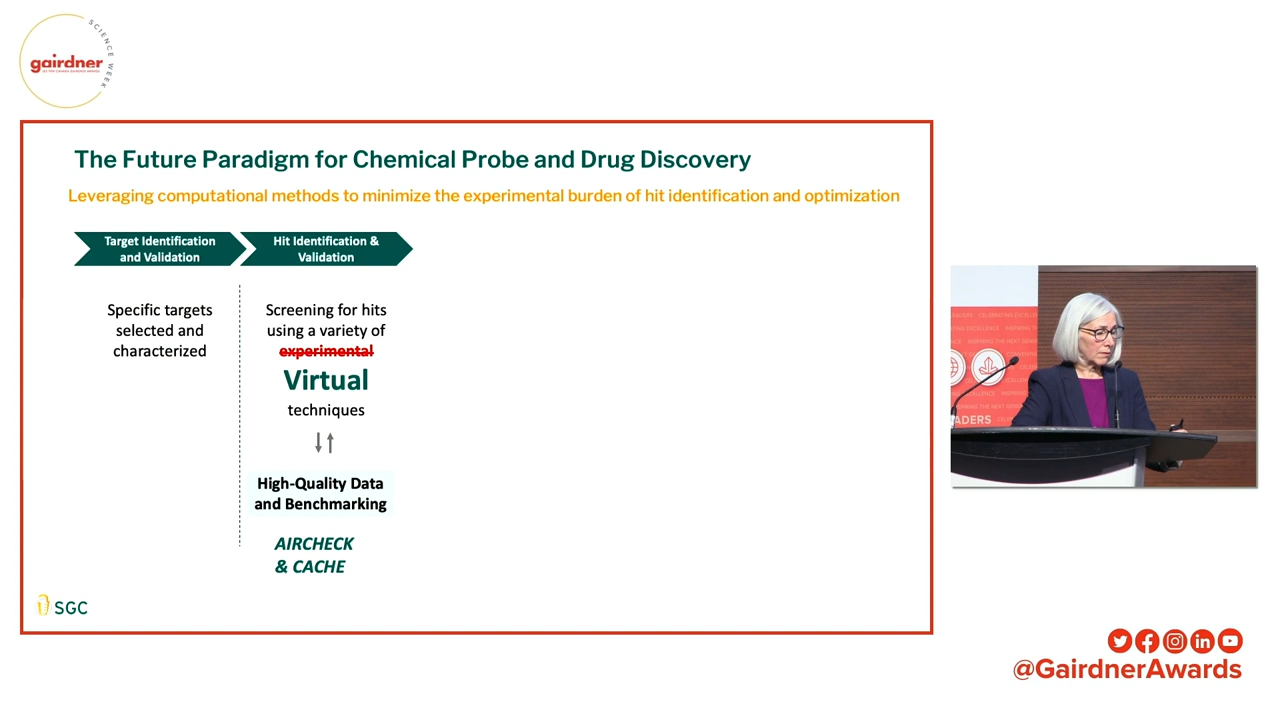 SCIENCE WEEK
gairdner
The Future Paradigm for Chemical Probe and Drug Discovery
Leveraging computational methods to minimize the experimental burden of hit identification and optimization
Target Identification
and Validation
Hit Identification &
Validation
Specific targets
selected and
characterized
Screening for hits
using a variety of
experimental
Virtual
techniques
High-Quality Data
and Benchmarking
AIRCHECK
& CACHE
SGC
ADERS
@GairdnerAwards